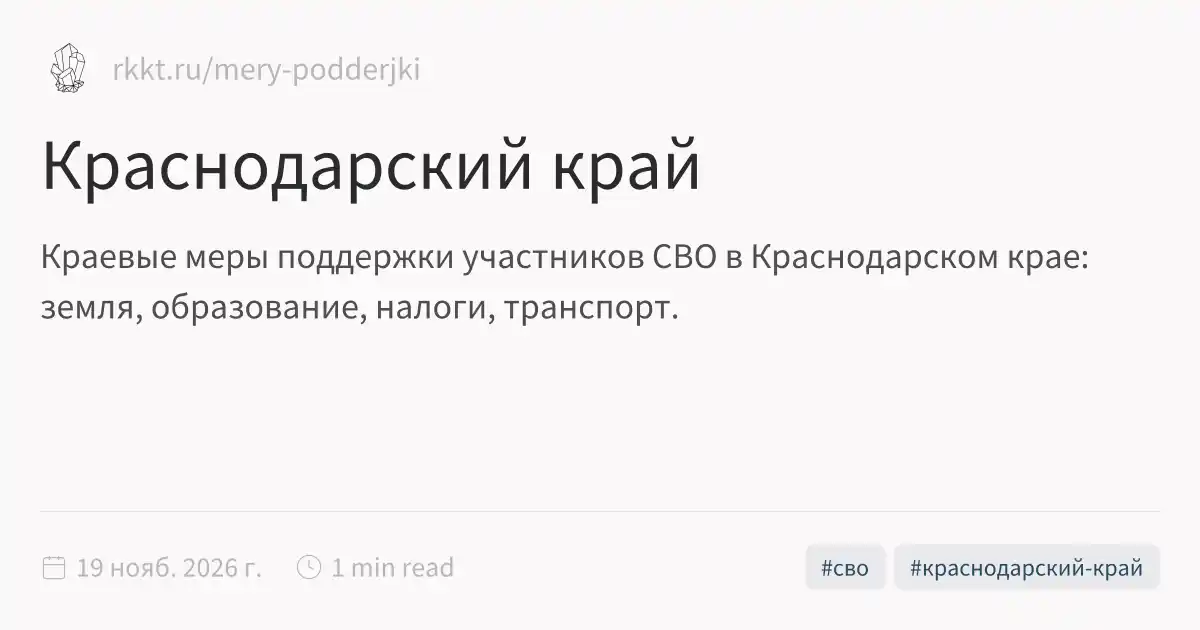 rkkt.ru/mery-podderjki
Краснодарский край
Краевые меры поддержки участников СВО в Краснодарском крае:
земля, образование, налоги, транспорт.
19 нояб. 2026 г.
1 min read
#сво
#краснодарский-край